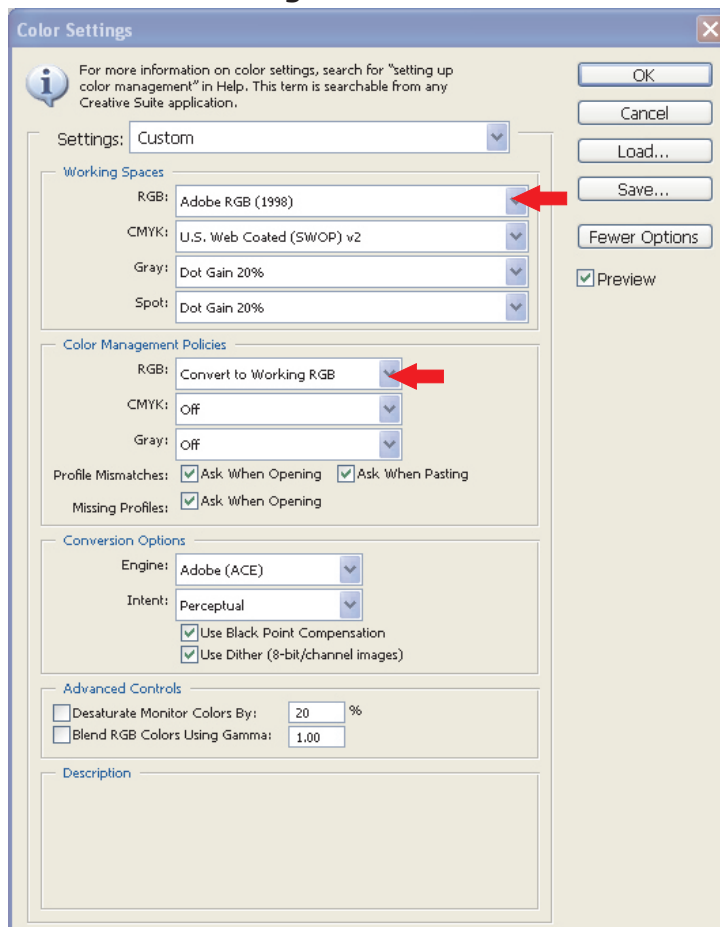 Color Settings
For more information on color settings, search for "setting up
color management" in Help. This term is searchable from any
Creative Suite application.
OK
Cancel
Load...
Save...
Fewer Options
Preview
Settings: Custom
Working Spaces
RGB: Adobe RGB (1998)
CMYK: U.S. Web Coated (SWOP) v2
Gray: Dot Gain 20%
Spot: Dot Gain 20%
Color Management Policies
RGB: Convert to Working RGB
CMYK: Off
Gray: Off
Profile Mismatches: Ask When Opening Ask When Pasting
Missing Profiles: Ask When Opening
Conversion Options
Engine: Adobe (ACE)
Intent: Perceptual
Use Black Point Compensation
Use Dither (8-bit/channel images)
Advanced Controls
Desaturate Monitor Colors By: 20 %
Blend RGB Colors Using Gamma: 1.00
Description